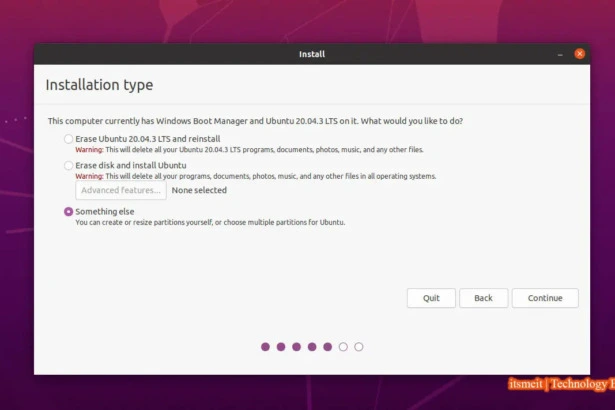 Install
Installation type
This computer currently has Windows Boot Manager and Ubuntu 20.04.3 LTS on it. What would you like to do?
Erase Ubuntu 20.04.3 LTS and reinstall
Warning: This will delete all your Ubuntu 20.04.3 LTS programs, documents, photos, music, and any other files.
Erase disk and install Ubuntu
Warning: This will delete all your programs, documents, photos, music, and any other files in all operating systems.
Advanced features... None selected
Something else
You can create or resize partitions yourself, or choose multiple partitions for Ubuntu.
Quit Back Continue
itsmeit | Technology